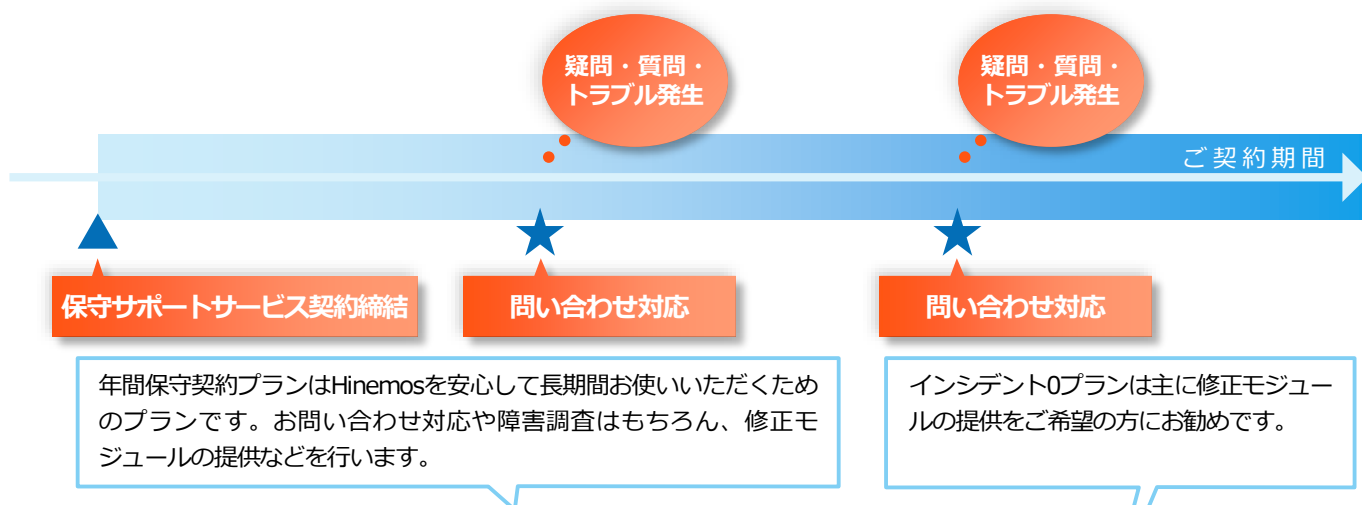 疑問・質問・
トラブル発生
疑問・質問・
トラブル発生
ご契約期間
保守サポートサービス契約締結
問い合わせ対応
問い合わせ対応
年間保守契約プランはHinemosを安心して長期間お使いいただくため
のプランです。お問い合わせ対応や障害調査はもちろん、修正モ
ジュールの提供などを行います。
インシデント0プランは主に修正モジュー
ルの提供をご希望の方にお勧めです。